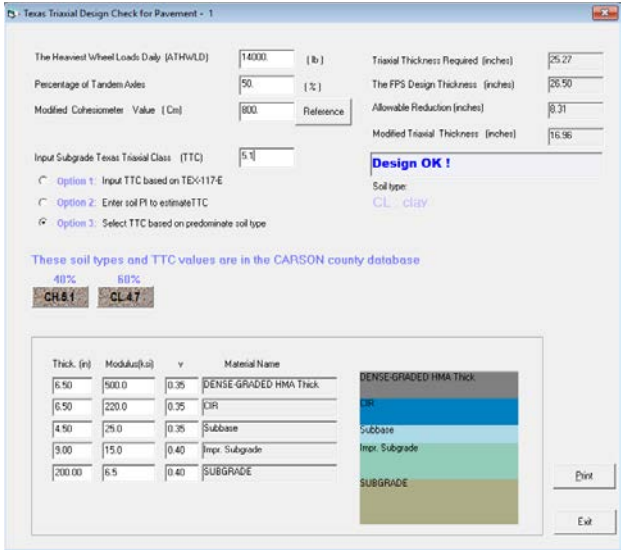 Texas Triaxial Design Check for Pavement - 1
The Heaviest Wheel Loads Daily (ATHWLD) 14000. (lb)
Percentage of Tandem Axles 50. (%)
Modified Cohesiometer Value (Cm) 800. Reference
Input Subgrade Texas Triaxial Class (TTC) 5.1
Option 1: Input TTC based on TEX-117-E
Option 2: Enter soil PI to estimateTTC
Option 3: Select TTC based on predominate soil type
Triaxial Thickness Required (inches) 25.27
The FPS Design Thickness (inches) 26.50
Allowable Reduction (inches) 8.31
Modified Triaxial Thickness (inches) 16.96
Design OK !
Soil type:
CL : clay
These soil types and TTC values are in the CARSON county database
40% 60%
CH:6.1 CL:4.7
Thick. (in) Modulus(ksi) v Material Name
6.50 500.0 0.35 DENSE-GRADED HMA Thick
6.50 220.0 0.35 CIR
4.50 25.0 0.35 Subbase
9.00 15.0 0.40 Impr. Subgrade
200.00 6.5 0.40 SUBGRADE
DENSE-GRADED HMA Thick
CIR
Subbase
Impr. Subgrade
SUBGRADE
Print
Exit